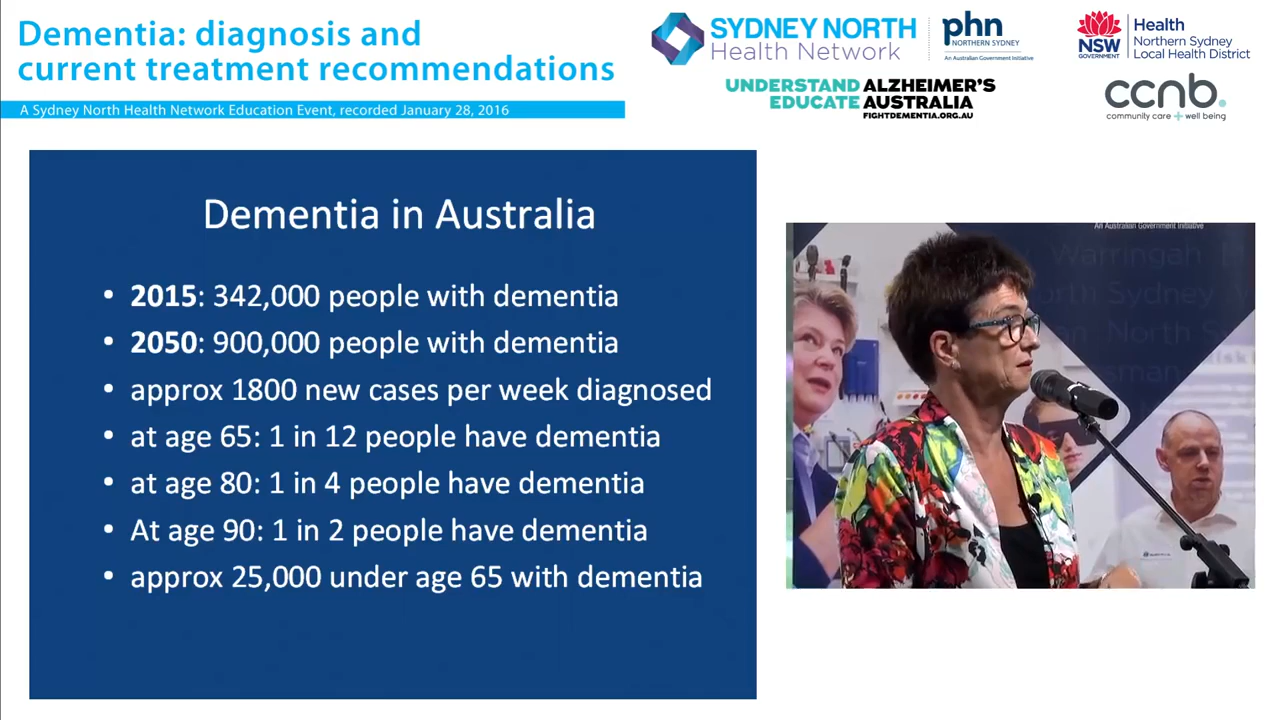 Dementia: diagnosis and
current treatment recommendations
A Sydney North Health Network Education Event, recorded January 28, 2016
SYDNEY NORTH
Health Network
phn
NORTHERN SYDNEY
An Australian Government Initiative
NSW
GOVERNMENT
Health
Northern Sydney
Local Health District
UNDERSTAND ALZHEIMER'S
EDUCATE AUSTRALIA
FIGHTDEMENTIA.ORG.AU
ccnb.
community care + well being
Dementia in Australia
• 2015: 342,000 people with dementia
• 2050: 900,000 people with dementia
• approx 1800 new cases per week diagnosed
• at age 65: 1 in 12 people have dementia
• at age 80: 1 in 4 people have dementia
• At age 90: 1 in 2 people have dementia
• approx 25,000 under age 65 with dementia
An Australian Government Initiative
Warringah
North Sydney
North